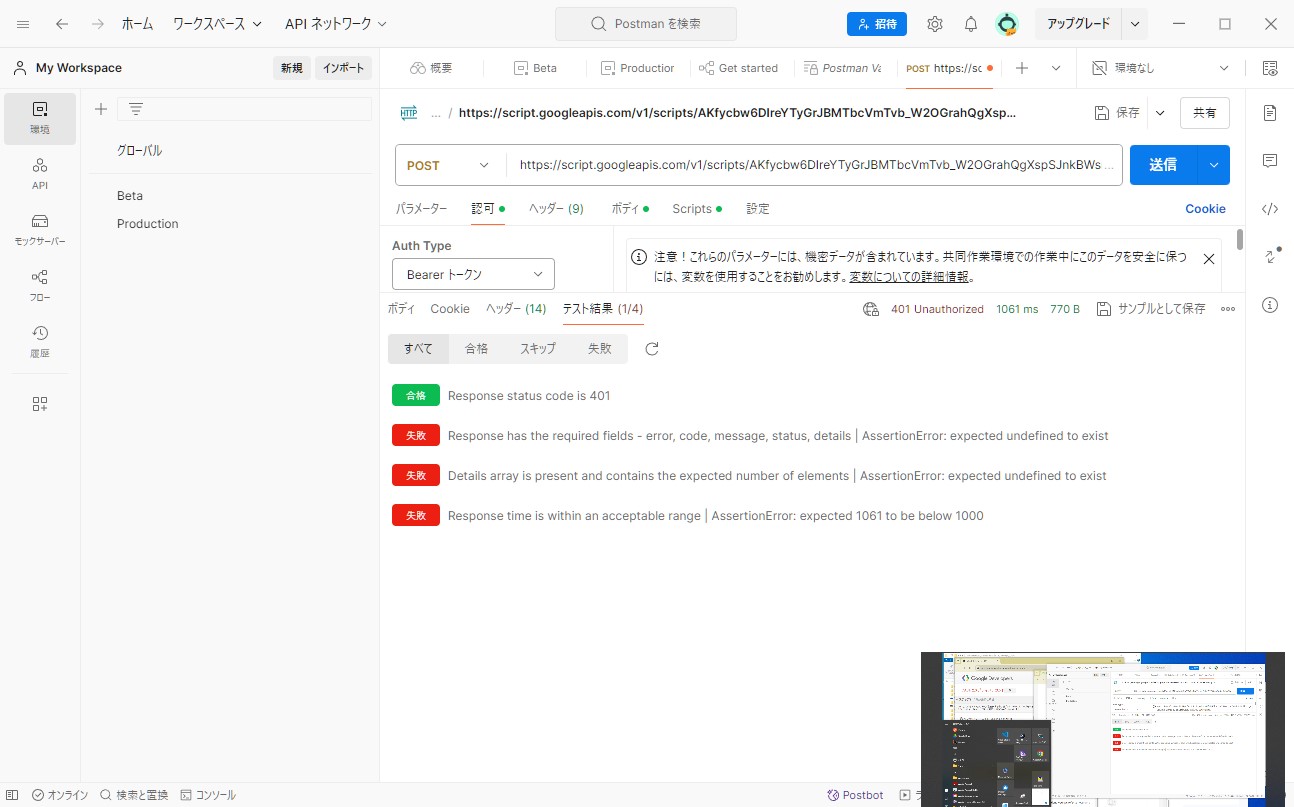 ホーム ワークスペース API ネットワーク Postman を検索 招待 アップグレード
My Workspace 新規 インポート 概要 Beta Production Get started Postman Va POST https://sc 環境なし
環境
API
モックサーバー
フロー
履歴
グローバル
Beta
Production
HTTP ... / https://script.googleapis.com/v1/scripts/AKfycbw6DIreYTyGrJBMTbcVmTvb_W2OGrahQgXsp... 保存 共有
POST https://script.googleapis.com/v1/scripts/AKfycbw6DIreYTyGrJBMTbcVmTvb_W2OGrahQgXspSJnkBWs ... 送信
パラメーター 認可 ヘッダー (9) ボディ Scripts 設定 Cookie
Auth Type
Bearer トークン
注意！これらのパラメーターには、機密データが含まれています。共同作業環境での作業中にこのデータを安全に保つ
には、変数を使用することをお勧めします。変数についての詳細情報。
ボディ Cookie ヘッダー (14) テスト結果 (1/4) 401 Unauthorized 1061 ms 770 B サンプルとして保存
すべて 合格 スキップ 失敗
合格 Response status code is 401
失敗 Response has the required fields - error, code, message, status, details | AssertionError: expected undefined to exist
失敗 Details array is present and contains the expected number of elements | AssertionError: expected undefined to exist
失敗 Response time is within an acceptable range | AssertionError: expected 1061 to be below 1000
Google Developers
オンライン 検索と置換 コンソール Postbot